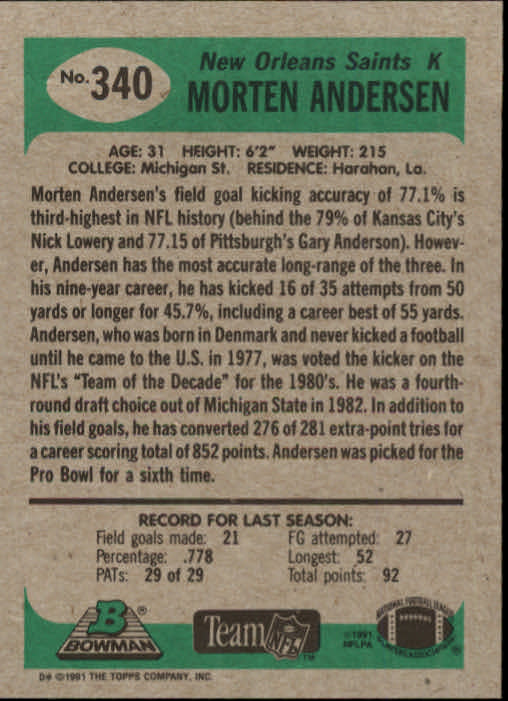 No. 340
New Orleans Saints K
MORTEN ANDERSEN
AGE: 31 HEIGHT: 6'2" WEIGHT: 215
COLLEGE: Michigan St. RESIDENCE: Harahan, La.
Morten Andersen's field goal kicking accuracy of 77.1% is
third-highest in NFL history (behind the 79% of Kansas City's
Nick Lowery and 77.15 of Pittsburgh's Gary Anderson). Howev-
er, Andersen has the most accurate long-range of the three. In
his nine-year career, he has kicked 16 of 35 attempts from 50
yards or longer for 45.7%, including a career best of 55 yards.
Andersen, who was born in Denmark and never kicked a football
until he came to the U.S. in 1977, was voted the kicker on the
NFL's "Team of the Decade" for the 1980's. He was a fourth-
round draft choice out of Michigan State in 1982. In addition to
his field goals, he has converted 276 of 281 extra-point tries for
a career scoring total of 852 points. Andersen was picked for the
Pro Bowl for a sixth time.
RECORD FOR LAST SEASON:
Field goals made: 21 FG attempted: 27
Percentage: .778 Longest: 52
PATs: 29 of 29 Total points: 92
B®
BOWMAN
Team NFL™
©1991
NFLPA
NATIONAL FOOTBALL LEAGUE
PLAYERS ASSOCIATION
D* ©1991 THE TOPPS COMPANY, INC.